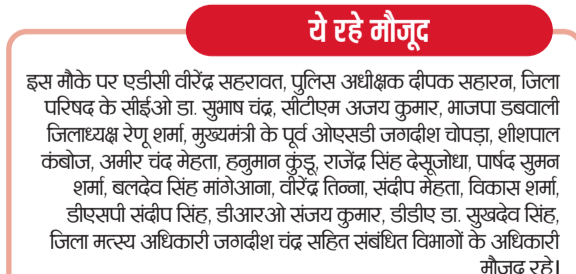 ये रहे मौजूद
इस मौके पर एडीसी वीरेंद्र सहरावत, पुलिस अधीक्षक दीपक सहारन, जिला
परिषद के सीईओ डा. सुभाष चंद्र, सीटीएम अजय कुमार, भाजपा डबवाली
जिलाध्यक्ष रेणू शर्मा, मुख्यमंत्री के पूर्व ओएसडी जगदीश चोपड़ा, शीशपाल
कंबोज, अमीर चंद मेहता, हनुमान कुंडू, राजेंद्र सिंह देसूजोधा, पार्षद सुमन
शर्मा, बलदेव सिंह मांगेआना, वीरेंद्र तिन्ना, संदीप मेहता, विकास शर्मा,
डीएसपी संदीप सिंह, डीआरओ संजय कुमार, डीडीए डा. सुखदेव सिंह,
जिला मत्स्य अधिकारी जगदीश चंद्र सहित संबंधित विभागों के अधिकारी
मौजूद रहे।